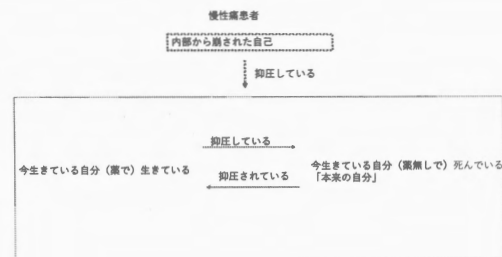 慢性痛患者
内部から崩された自己
抑圧している
抑圧している
今生きている自分（薬で）生きている
今生きている自分（薬無しで）死んでいる
「本来の自分」
抑圧されている